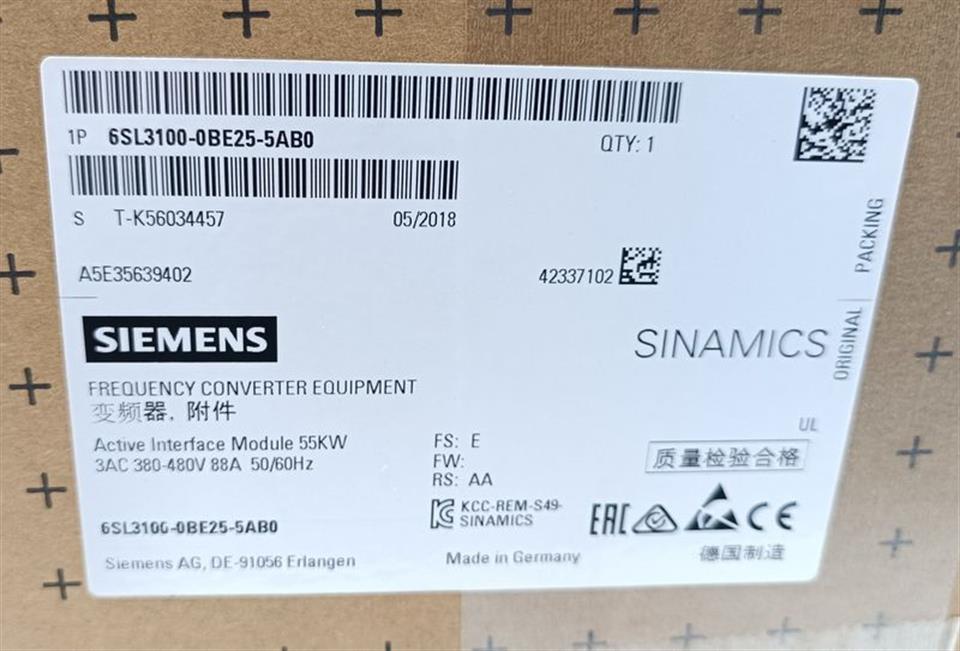 1P 6SL3100-0BE25-5AB0 QTY: 1
S T-K56034457 05/2018
A5E35639402 42337102
ORIGINAL PACKING
SIEMENS SINAMICS
FREQUENCY CONVERTER EQUIPMENT
变频器, 附件
UL
Active Interface Module 55KW FS: E
质量检验合格
3AC 380-480V 88A 50/60Hz FW:
RS: AA
KCC-REM-S49-
SINAMICS
EAC CE
6SL3100-0BE25-5AB0
Siemens AG, DE-91056 Erlangen Made in Germany 德国制造